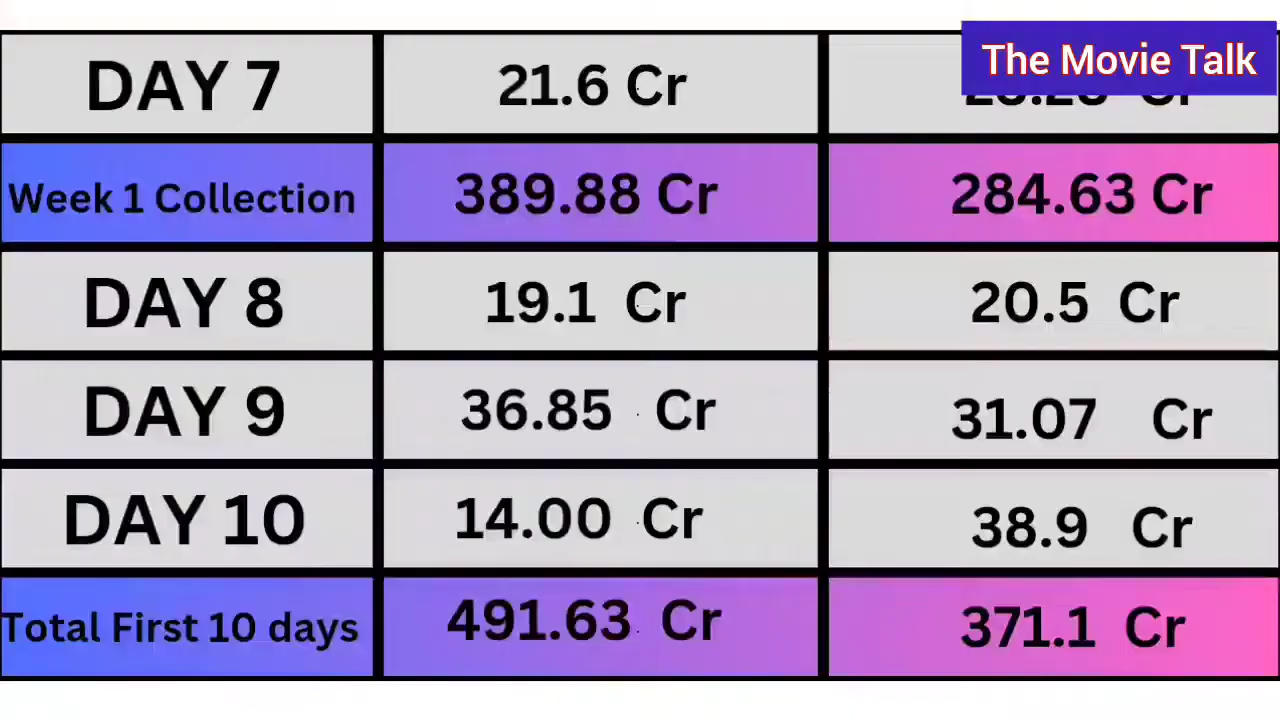 The Movie Talk
DAY 7 21.6 Cr
Week 1 Collection 389.88 Cr 284.63 Cr
DAY 8 19.1 Cr 20.5 Cr
DAY 9 36.85 Cr 31.07 Cr
DAY 10 14.00 Cr 38.9 Cr
Total First 10 days 491.63 Cr 371.1 Cr